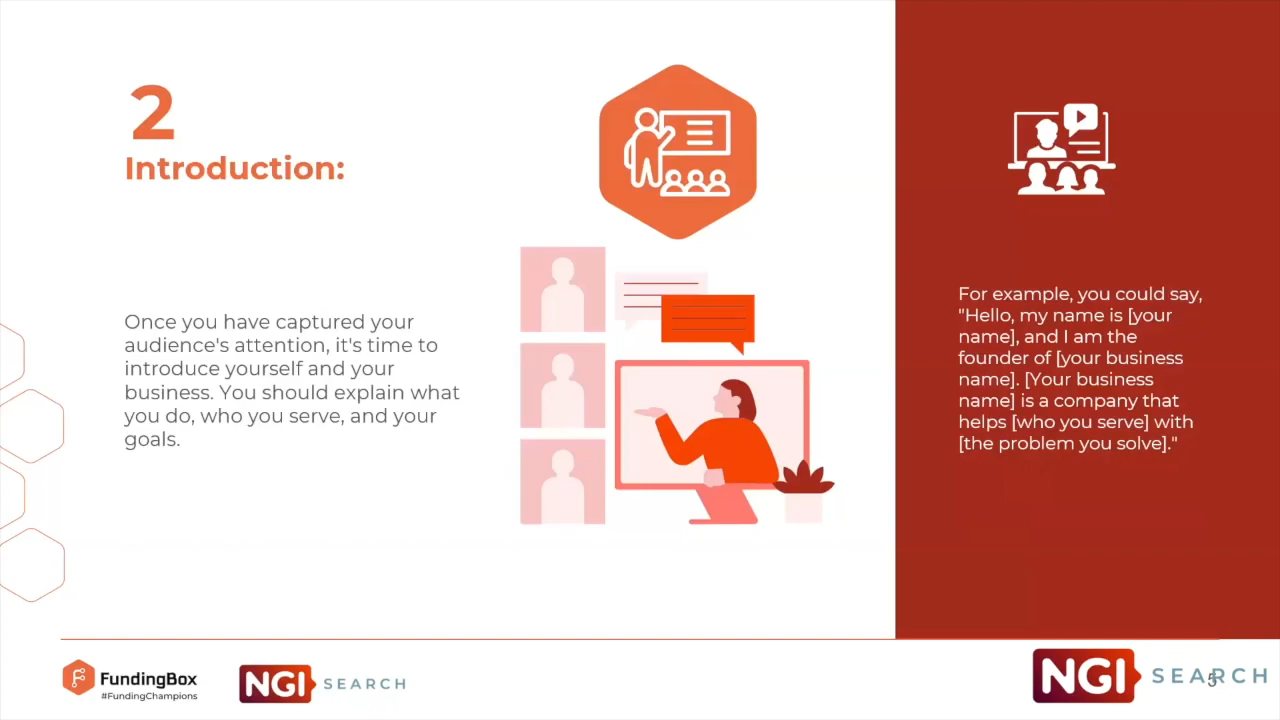 2
Introduction:
Once you have captured your
audience's attention, it's time to
introduce yourself and your
business. You should explain what
you do, who you serve, and your
goals.
For example, you could say,
"Hello, my name is [your
name], and I am the
founder of [your business
name]. [Your business
name] is a company that
helps [who you serve] with
[the problem you solve]."
FundingBox
#FundingChampions
NGI SEARCH
NGI SEARCH
5